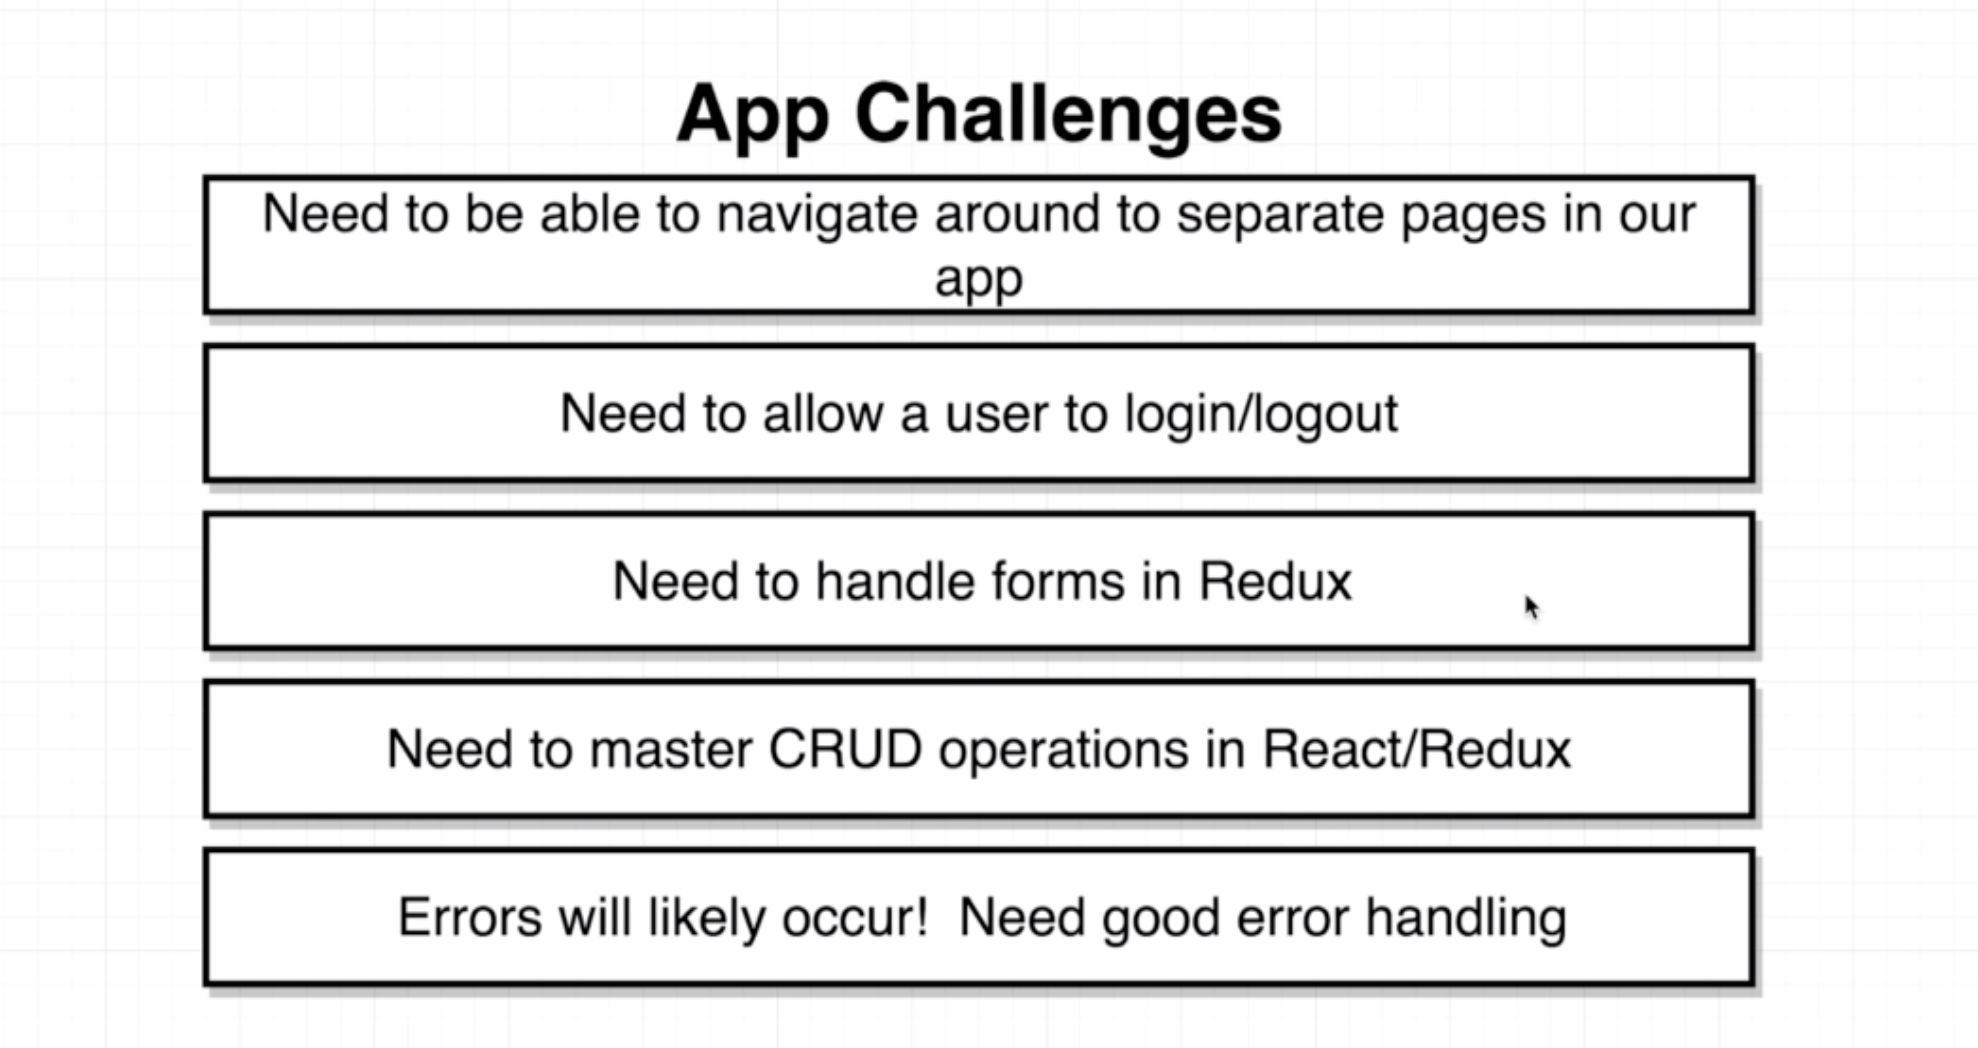 App Challenges
Need to be able to navigate around to separate pages in our
app
Need to allow a user to login/logout
Need to handle forms in Redux
Need to master CRUD operations in React/Redux
Errors will likely occur!  Need good error handling